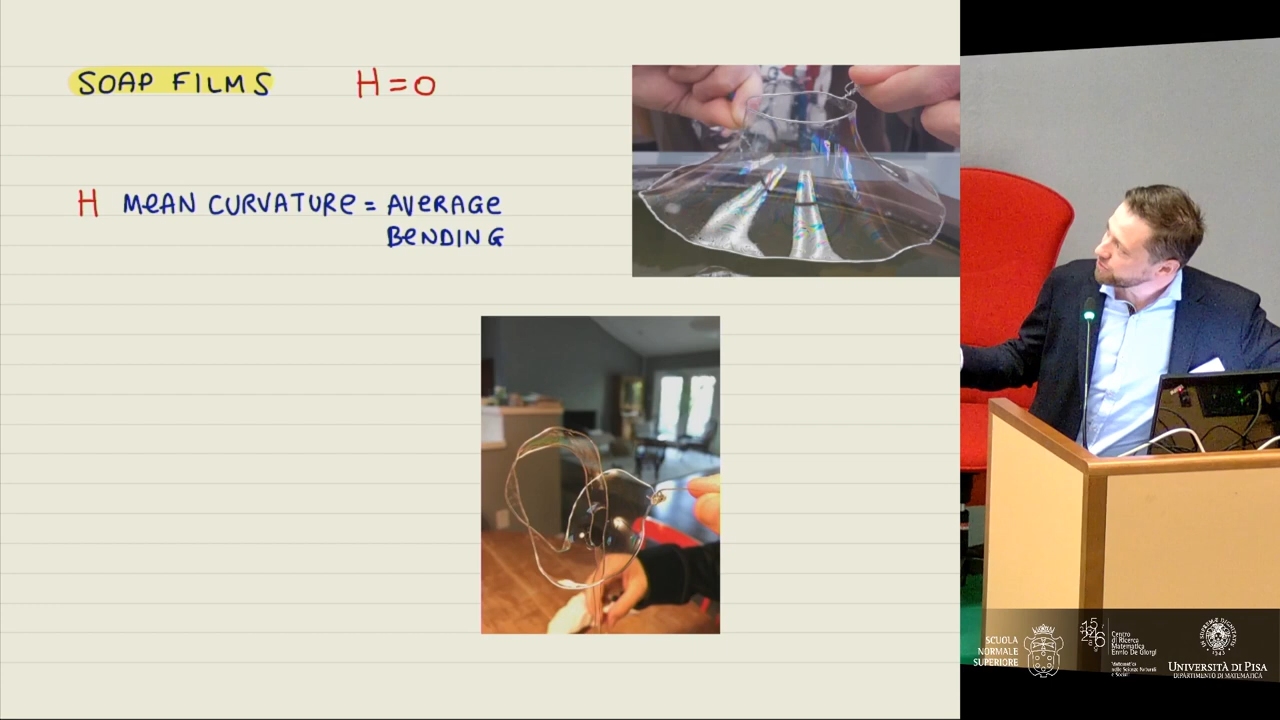 SOAP FILMS H=0
H MEAN CURVATURE = AVERAGE
BENDING
SCUOLA
NORMALE
SUPERIORE
Centro
di Ricerca
Matematica
Ennio De Giorgi
UNIVERSITÀ DI PISA
DIPARTIMENTO DI MATEMATICA